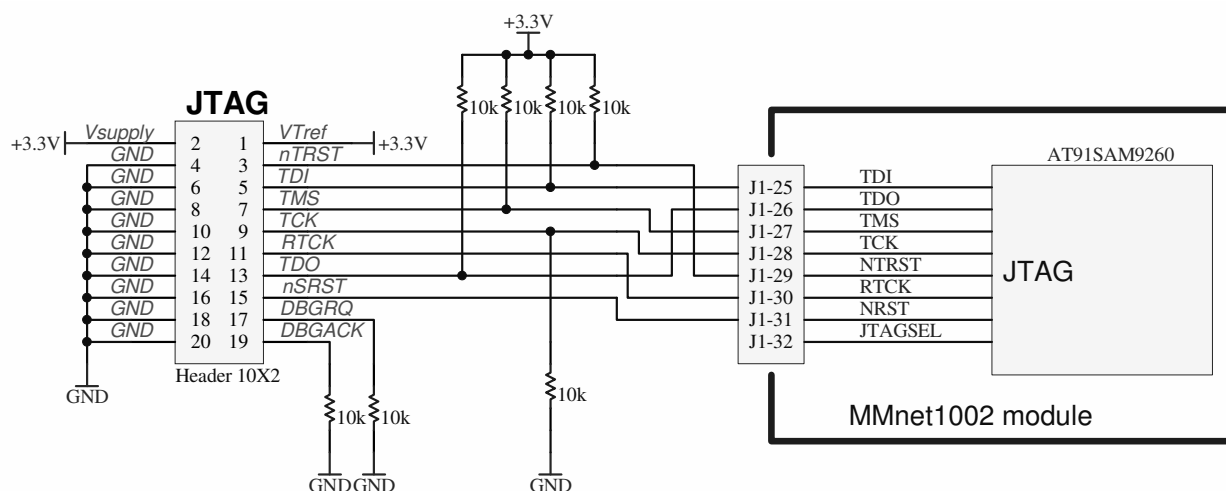 +3.3V
10k 10k 10k 10k
JTAG
+3.3V Vsupply 2 1 VTref +3.3V
GND 4 3 nTRST
GND 6 5 TDI
GND 8 7 TMS
GND 10 9 TCK
GND 12 11 RTCK
GND 14 13 TDO
GND 16 15 nSRST
GND 18 17 DBGRQ
GND 20 19 DBGACK
Header 10X2
GND
10k 10k
GND GND
10k
GND
AT91SAM9260
J1-25 TDI
J1-26 TDO
J1-27 TMS
J1-28 TCK
J1-29 NTRST
J1-30 RTCK
J1-31 NRST
J1-32 JTAGSEL
JTAG
MMnet1002 module